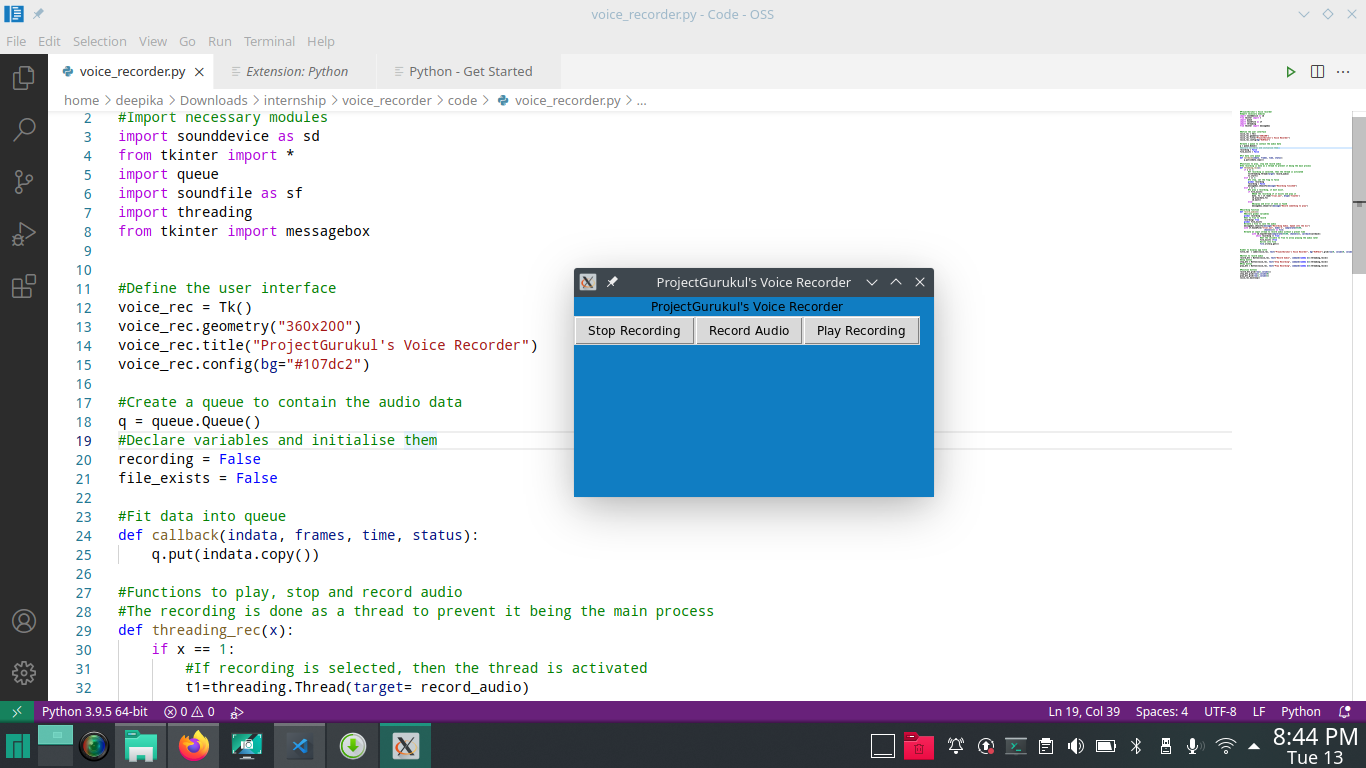 voice_recorder.py - Code - OSS
File Edit Selection View Go Run Terminal Help
voice_recorder.py Extension: Python Python - Get Started
home > deepika > Downloads > internship > voice_recorder > code > voice_recorder.py > ...
2 #Import necessary modules
3 import sounddevice as sd
4 from tkinter import *
5 import queue
6 import soundfile as sf
7 import threading
8 from tkinter import messagebox
9
10
11 #Define the user interface
12 voice_rec = Tk()
13 voice_rec.geometry("360x200")
14 voice_rec.title("ProjectGurukul's Voice Recorder")
15 voice_rec.config(bg="#107dc2")
16
17 #Create a queue to contain the audio data
18 q = queue.Queue()
19 #Declare variables and initialise them
20 recording = False
21 file_exists = False
22
23 #Fit data into queue
24 def callback(indata, frames, time, status):
25 q.put(indata.copy())
26
27 #Functions to play, stop and record audio
28 #The recording is done as a thread to prevent it being the main process
29 def threading_rec(x):
30 if x == 1:
31 #If recording is selected, then the thread is activated
32 t1=threading.Thread(target= record_audio)
ProjectGurukul's Voice Recorder
ProjectGurukul's Voice Recorder
Stop Recording Record Audio Play Recording
Python 3.9.5 64-bit 0 0 Ln 19, Col 39 Spaces: 4 UTF-8 LF Python
8:44 PM
Tue 13